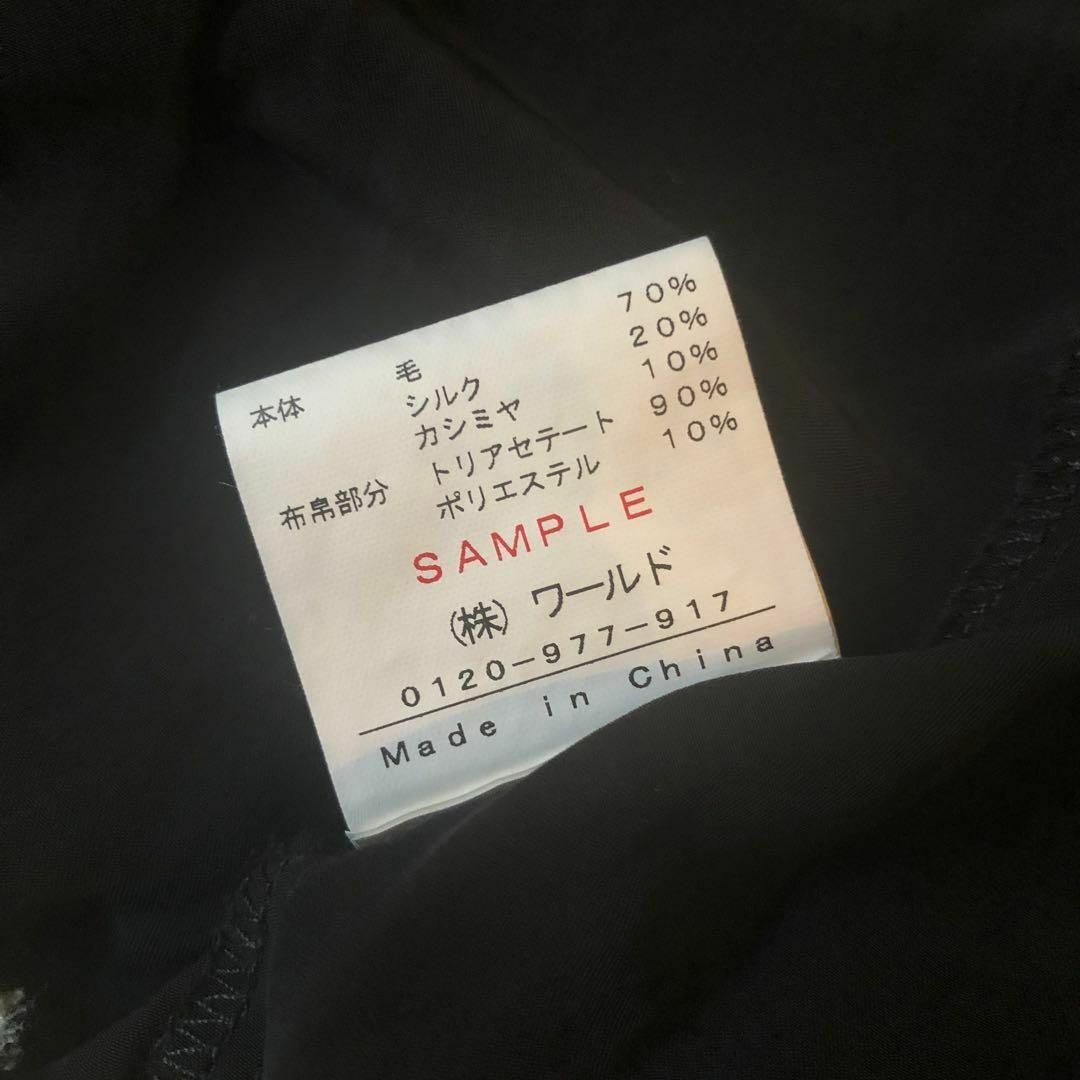 本体 毛 70%
シルク 20%
カシミヤ 10%
布帛部分 トリアセテート 90%
ポリエステル 10%
SAMPLE
(株) ワールド
0120-977-917
Made in China